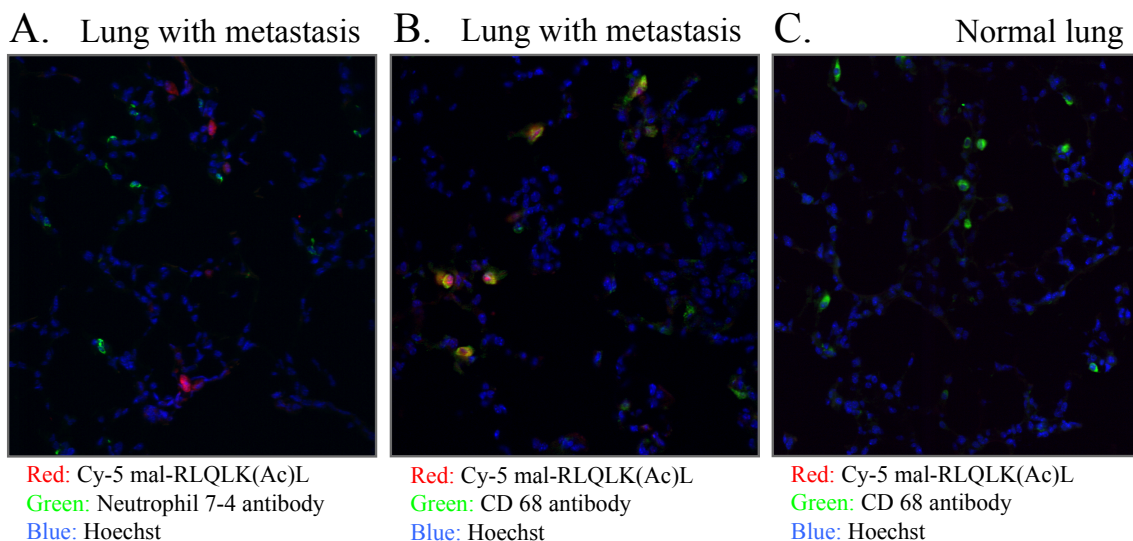 A. Lung with metastasis
B. Lung with metastasis
C. Normal lung
Red: Cy-5 mal-RLQLK(Ac)L
Green: Neutrophil 7-4 antibody
Blue: Hoechst
Red: Cy-5 mal-RLQLK(Ac)L
Green: CD 68 antibody
Blue: Hoechst
Red: Cy-5 mal-RLQLK(Ac)L
Green: CD 68 antibody
Blue: Hoechst